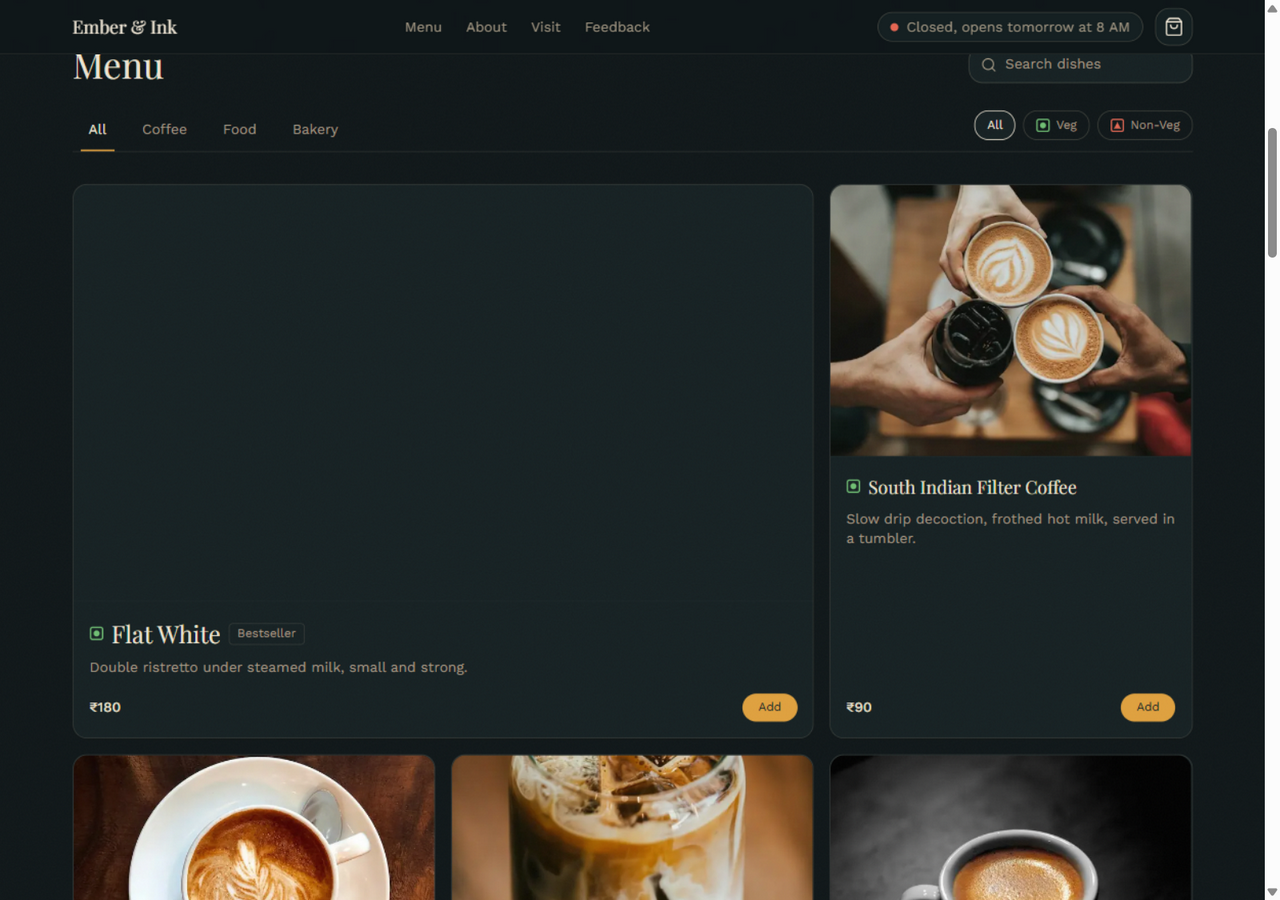 Ember & Ink
Menu
About
Visit
Feedback
Closed, opens tomorrow at 8 AM
Menu
Search dishes
All
Coffee
Food
Bakery
All
Veg
Non-Veg
South Indian Filter Coffee
Slow drip decoction, frothed hot milk, served in
a tumbler.
Flat White
Bestseller
Double ristretto under steamed milk, small and strong.
₹180
Add
₹90
Add